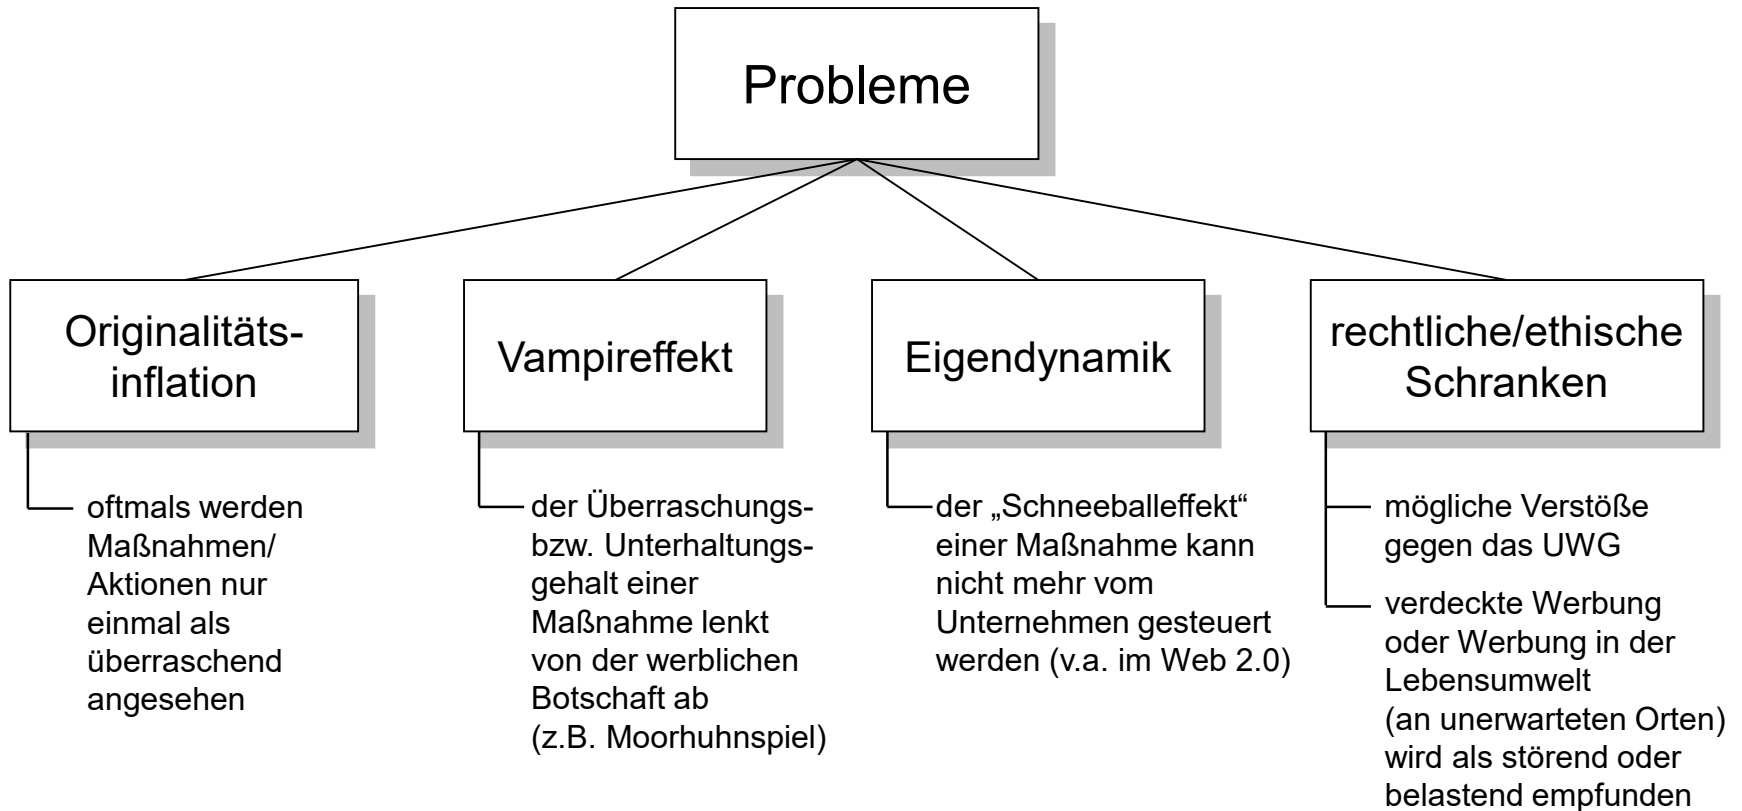 Probleme
Originalitäts-
inflation
Vampireffekt
Eigendynamik
rechtliche/ethische
Schranken
oftmals werden
Maßnahmen/
Aktionen nur
einmal als
überraschend
angesehen
der Überraschungs-
bzw. Unterhaltungs-
gehalt einer
Maßnahme lenkt
von der werblichen
Botschaft ab
(z.B. Moorhuhnspiel)
der „Schneeballeffekt“
einer Maßnahme kann
nicht mehr vom
Unternehmen gesteuert
werden (v.a. im Web 2.0)
mögliche Verstöße
gegen das UWG
verdeckte Werbung
oder Werbung in der
Lebensumwelt
(an unerwarteten Orten)
wird als störend oder
belastend empfunden